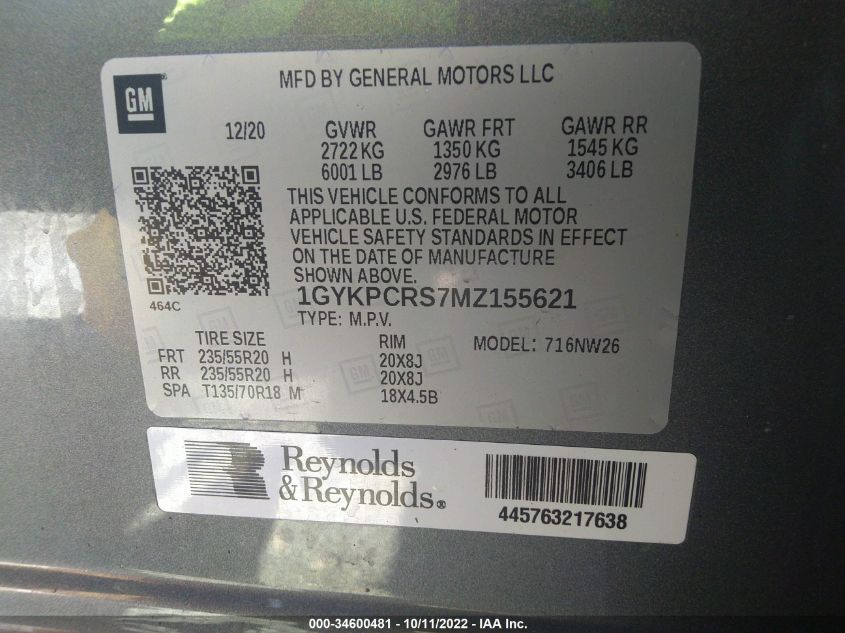 GM
MFD BY GENERAL MOTORS LLC
12/20 GVWR GAWR FRT GAWR RR
2722 KG 1350 KG 1545 KG
6001 LB 2976 LB 3406 LB
THIS VEHICLE CONFORMS TO ALL
APPLICABLE U.S. FEDERAL MOTOR
VEHICLE SAFETY STANDARDS IN EFFECT
ON THE DATE OF MANUFACTURE
SHOWN ABOVE.
464C
1GYKPCRS7MZ155621
TYPE: M.P.V.
TIRE SIZE RIM MODEL: 716NW26
FRT 235/55R20 H 20X8J
RR 235/55R20 H 20X8J
SPA T135/70R18 M 18X4.5B
Reynolds
& Reynolds®
445763217638
000-34600481 - 10/11/2022 - IAA Inc.